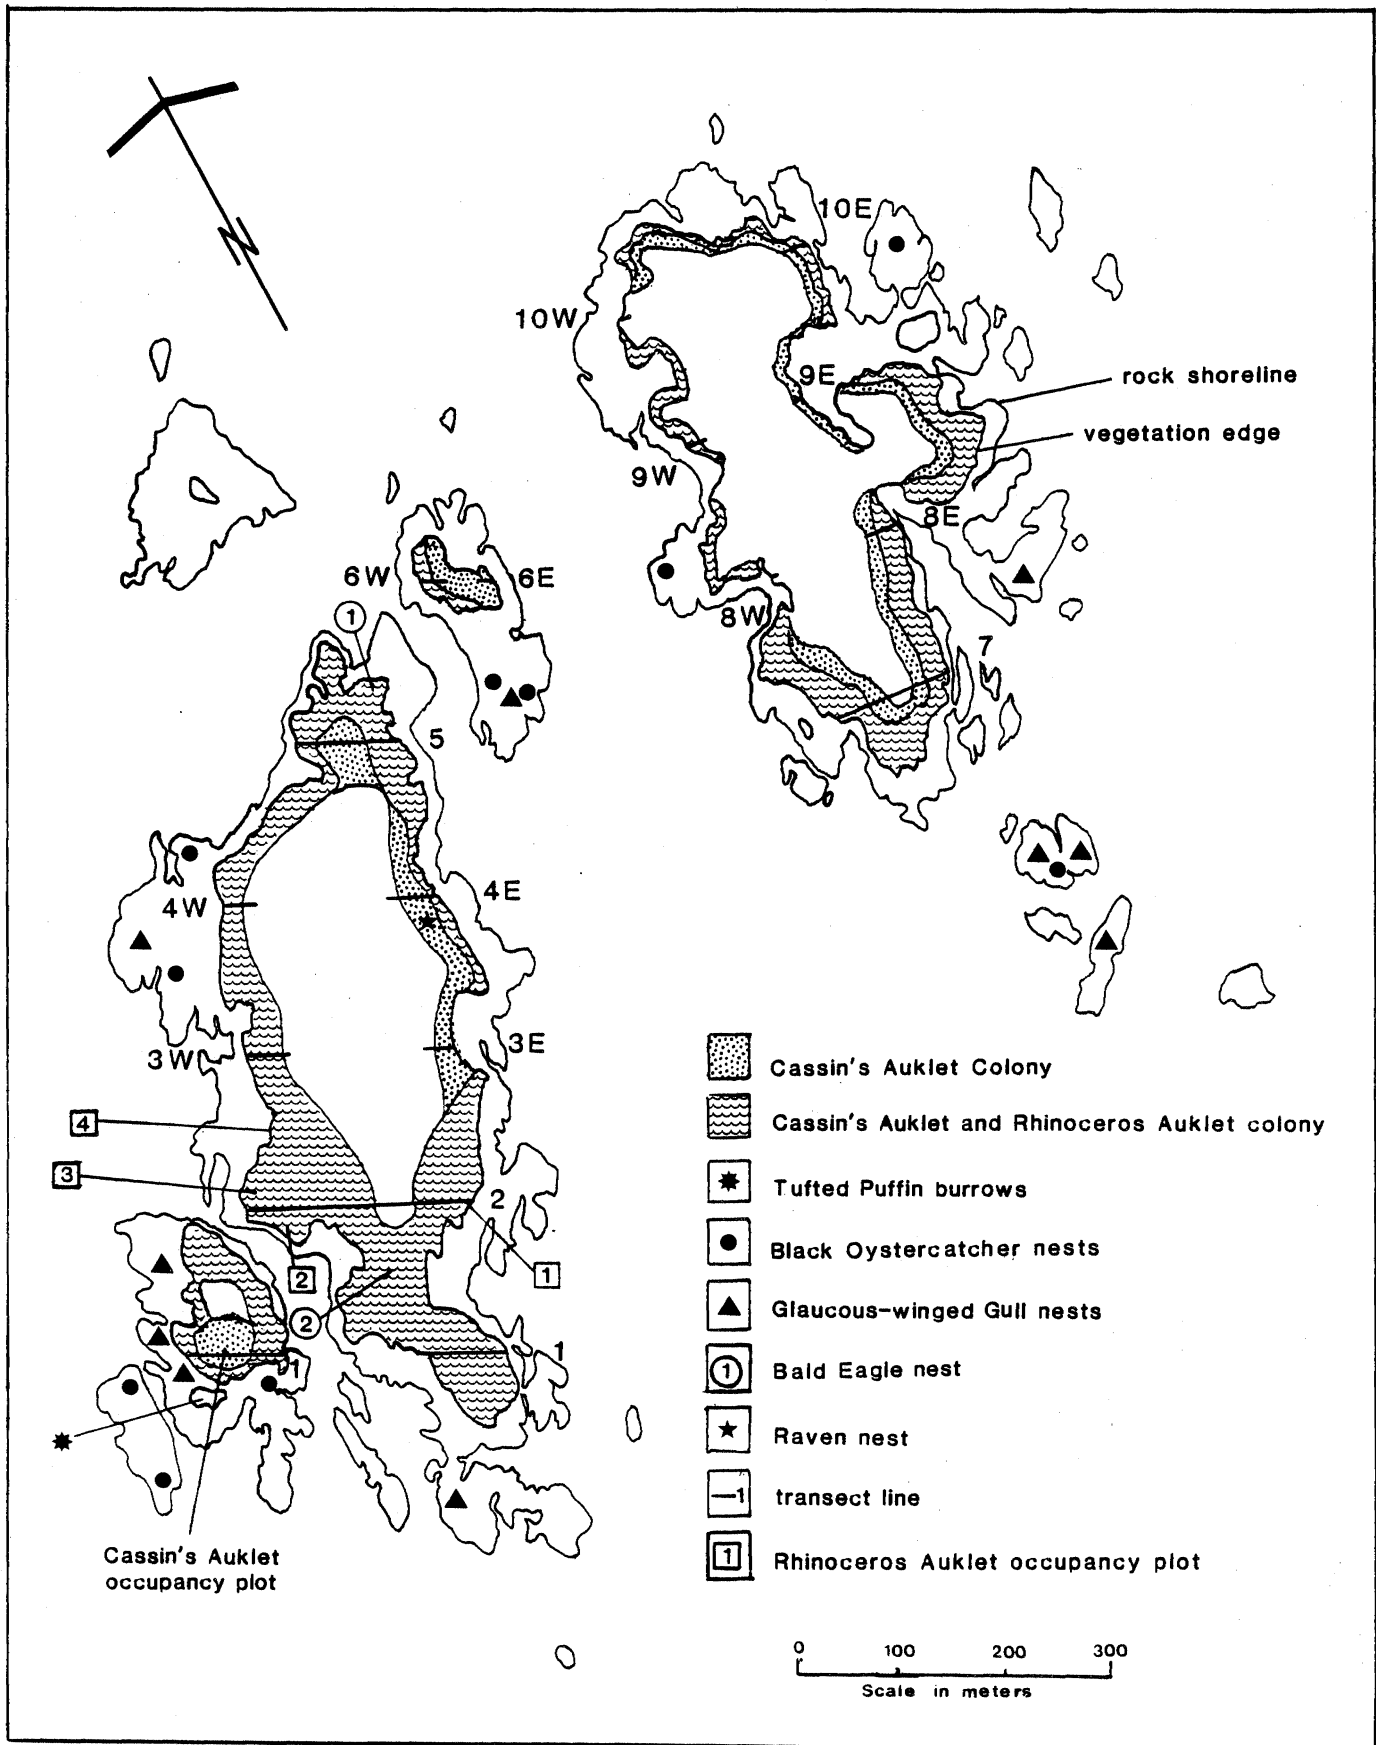 N
10E
10W
9E
rock shoreline
vegetation edge
9W
8E
6W
6E
1
8W
7
5
4E
4W
3E
3W
4
3
2
2
1
2
1
1
Cassin's Auklet
occupancy plot
Cassin's Auklet Colony
Cassin's Auklet and Rhinoceros Auklet colony
Tufted Puffin burrows
Black Oystercatcher nests
Glaucous-winged Gull nests
1 Bald Eagle nest
Raven nest
1 transect line
1 Rhinoceros Auklet occupancy plot
0 100 200 300
Scale in meters